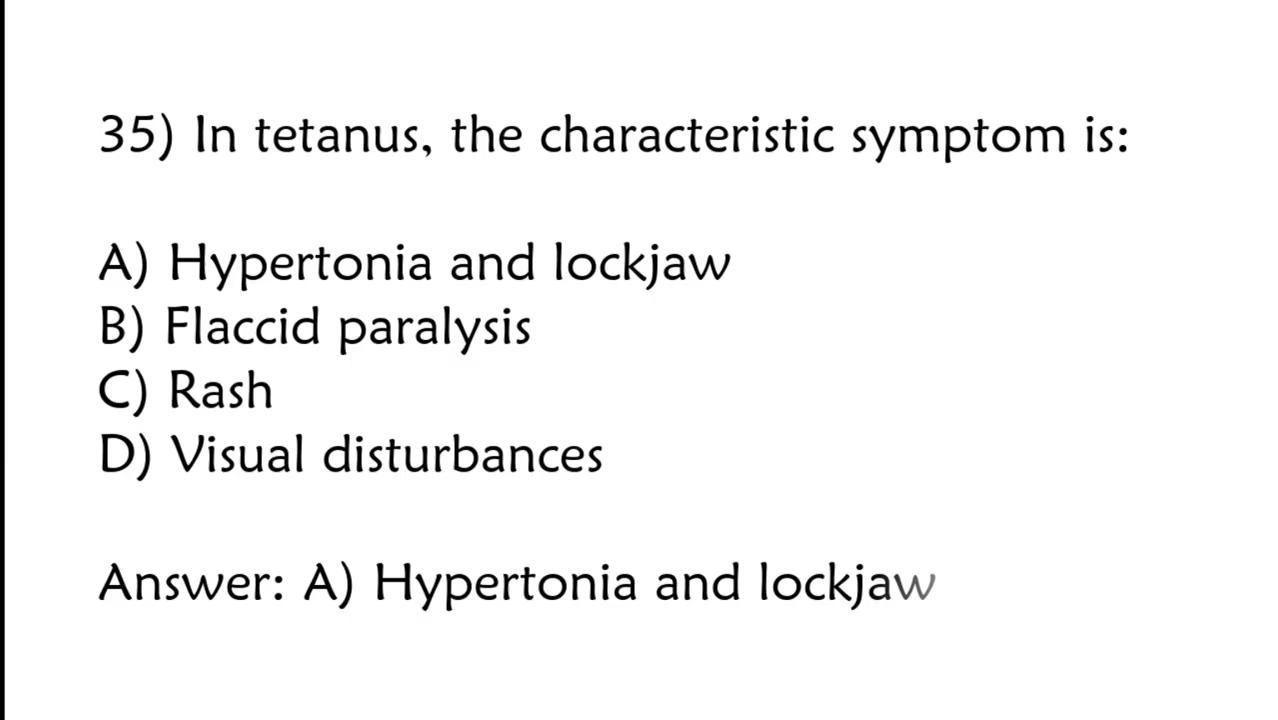 35) In tetanus, the characteristic symptom is:
A) Hypertonia and lockjaw
B) Flaccid paralysis
C) Rash
D) Visual disturbances
Answer: A) Hypertonia and lockjaw